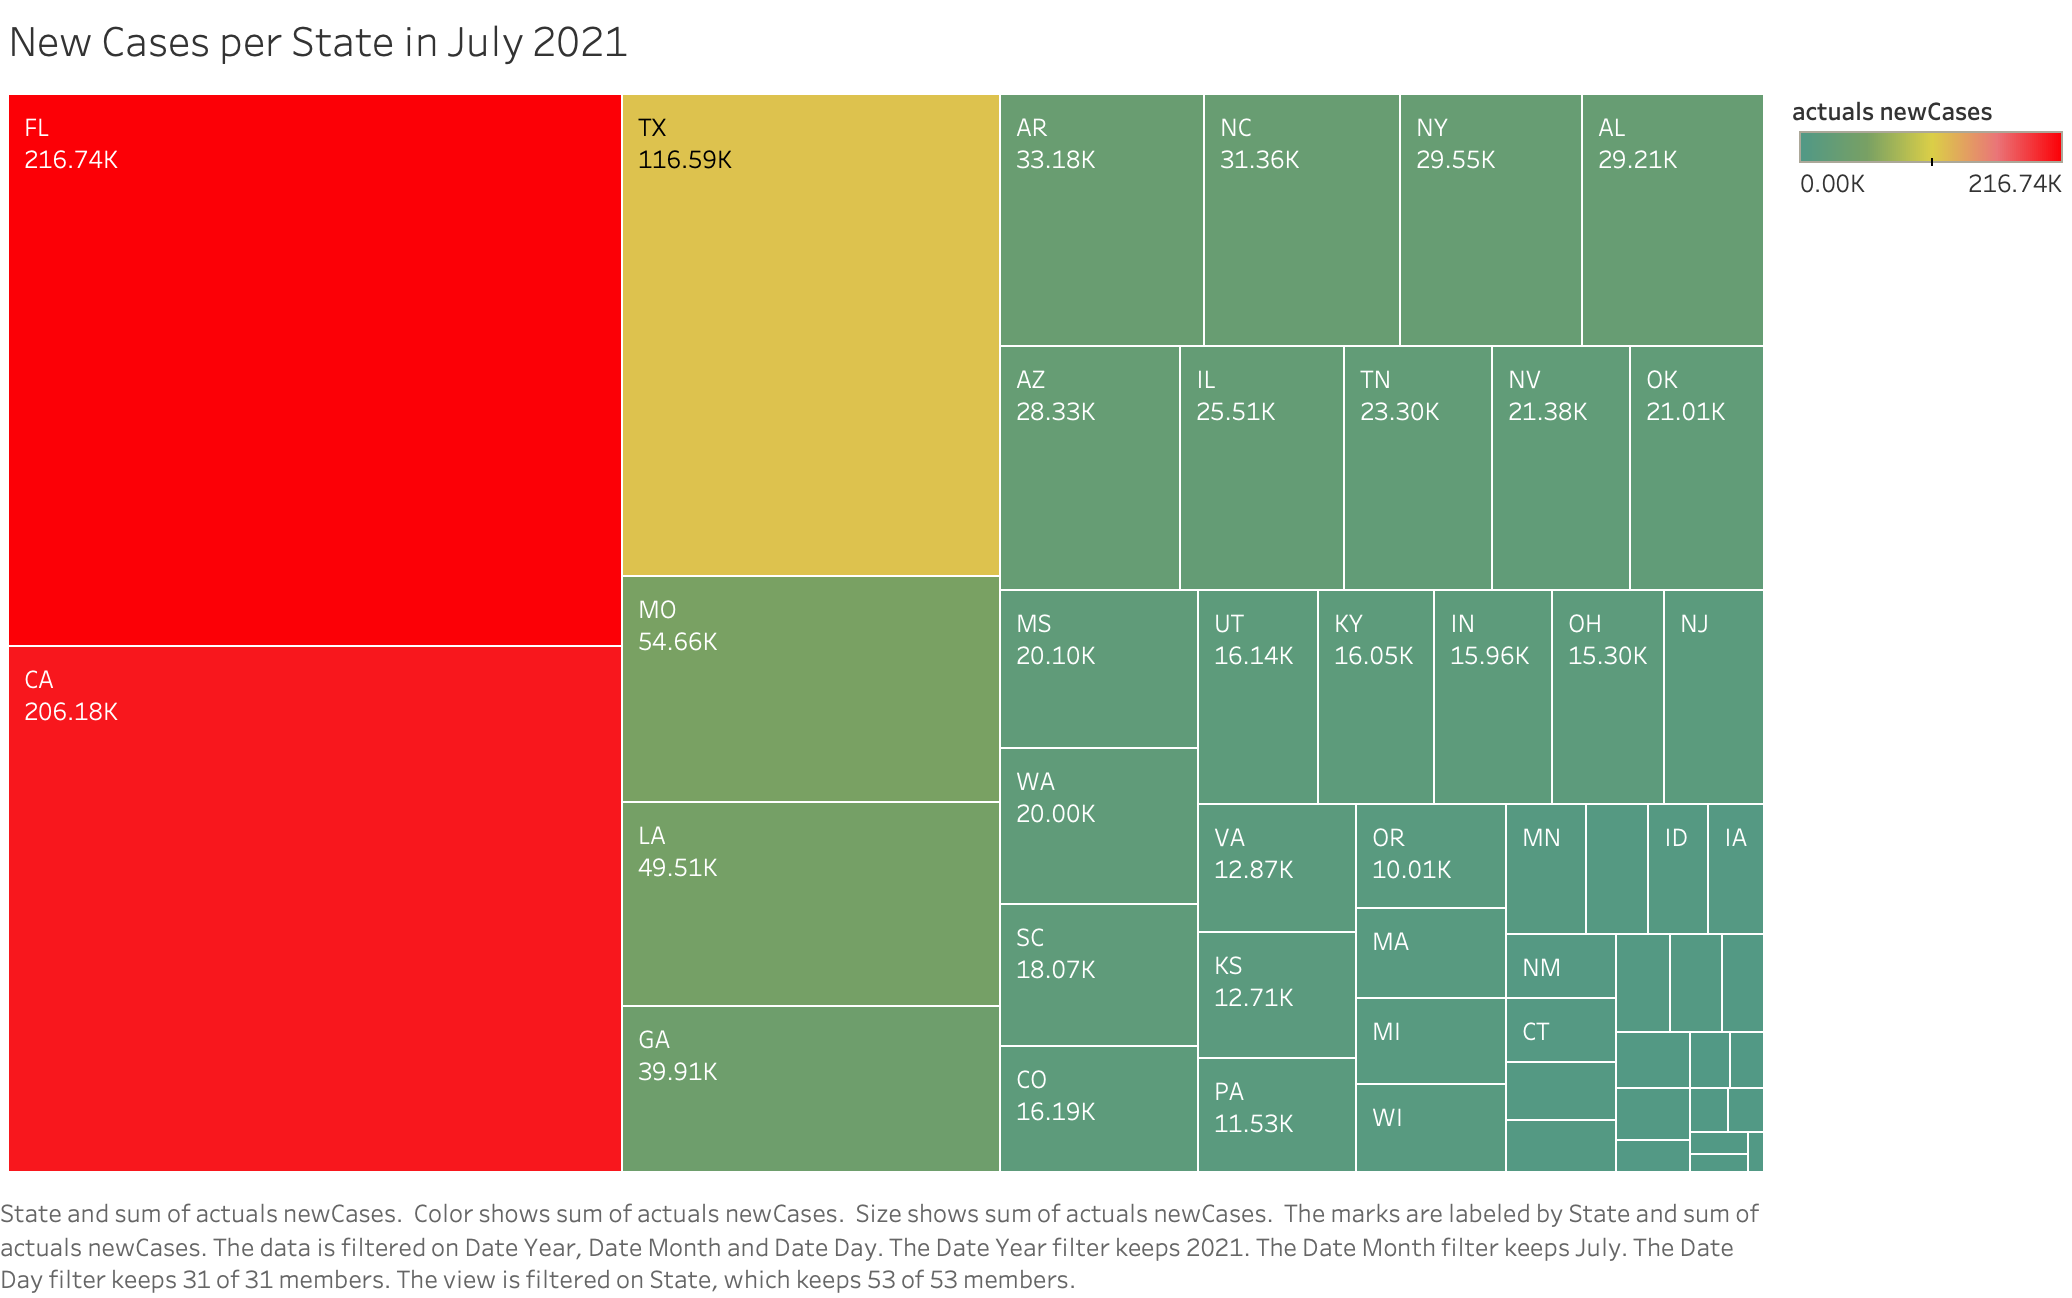 New Cases per State in July 2021
FL
216.74K
CA
206.18K
TX
116.59K
MO
54.66K
LA
49.51K
GA
39.91K
AR
33.18K
NC
31.36K
NY
29.55K
AL
29.21K
AZ
28.33K
IL
25.51K
TN
23.30K
NV
21.38K
OK
21.01K
MS
20.10K
WA
20.00K
SC
18.07K
CO
16.19K
UT
16.14K
KY
16.05K
IN
15.96K
OH
15.30K
NJ
VA
12.87K
KS
12.71K
PA
11.53K
OR
10.01K
MA
MI
WI
MN
ID
IA
NM
CT
actuals newCases
0.00K 216.74K
State and sum of actuals newCases.  Color shows sum of actuals newCases.  Size shows sum of actuals newCases.  The marks are labeled by State and sum of
actuals newCases. The data is filtered on Date Year, Date Month and Date Day. The Date Year filter keeps 2021. The Date Month filter keeps July. The Date
Day filter keeps 31 of 31 members. The view is filtered on State, which keeps 53 of 53 members.